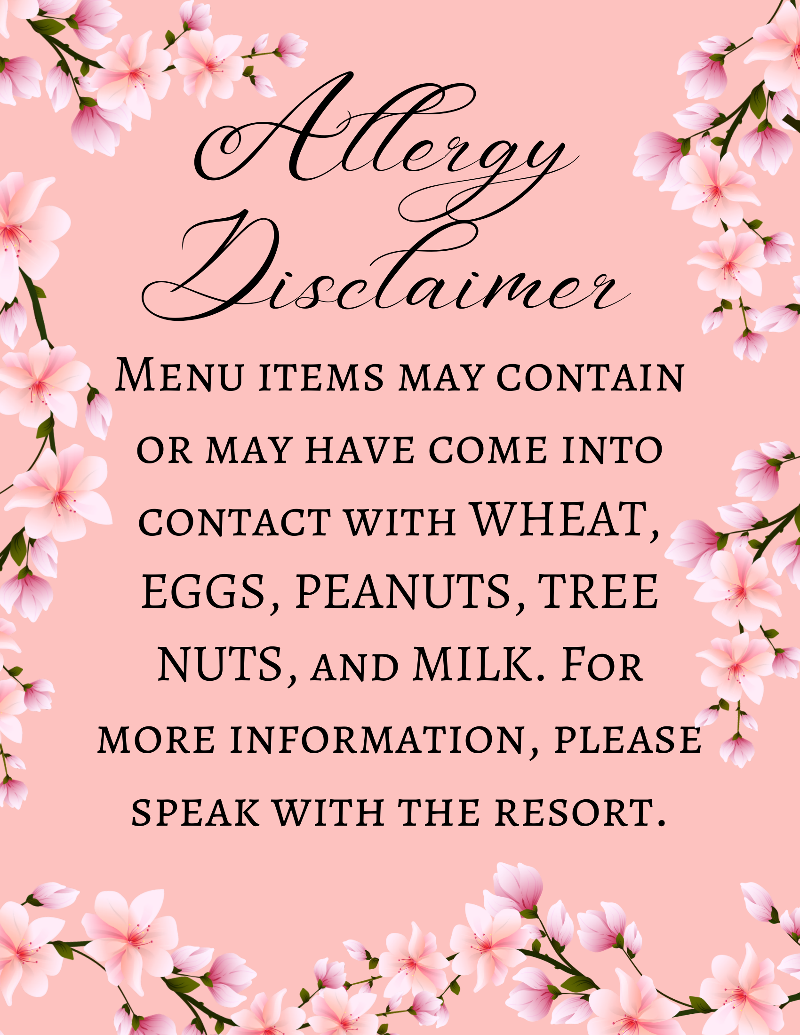 Allergy
Disclaimer
Menu items may contain
or may have come into
contact with WHEAT,
EGGS, PEANUTS, TREE
NUTS, and MILK. For
more information, please
speak with the resort.